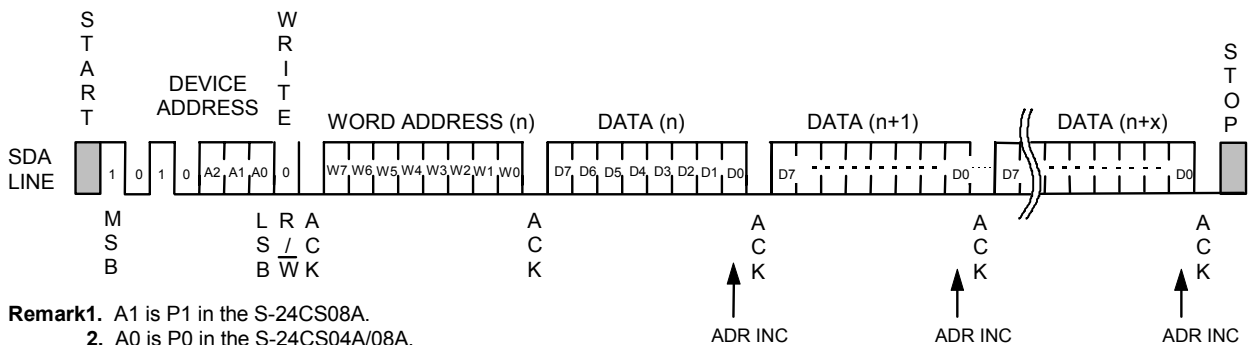 START
WRITE
STOP
DEVICE
ADDRESS
WORD ADDRESS (n)
DATA (n)
DATA (n+1)
DATA (n+x)
SDA
LINE
1 0 1 0 A2 A1 A0 0
W7 W6 W5 W4 W3 W2 W1 W0
D7 D6 D5 D4 D3 D2 D1 D0
D7 D0
D7 D0
MSB
LSB
R/W
ACK
ACK
ACK
ACK
ACK
ADR INC
ADR INC
ADR INC
Remark1. A1 is P1 in the S-24CS08A.
2. A0 is P0 in the S-24CS04A/08A.